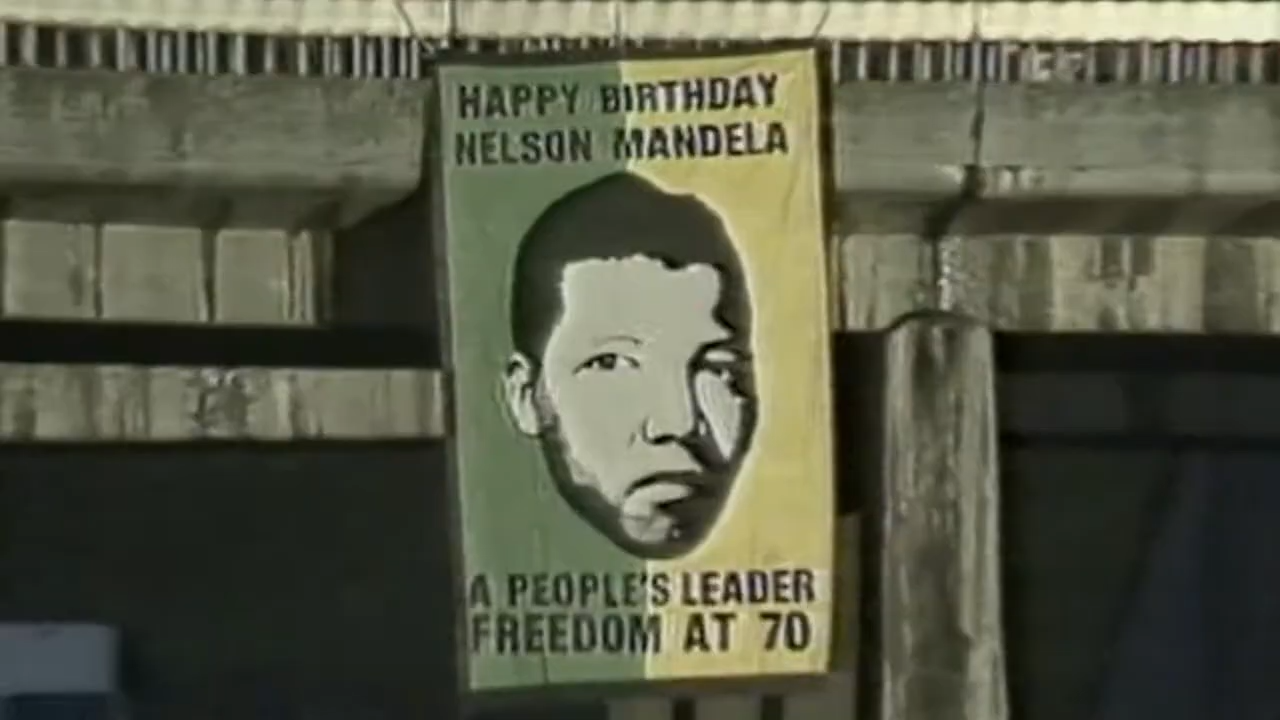 HAPPY BIRTHDAY
NELSON MANDELA
A PEOPLE'S LEADER
FREEDOM AT 70